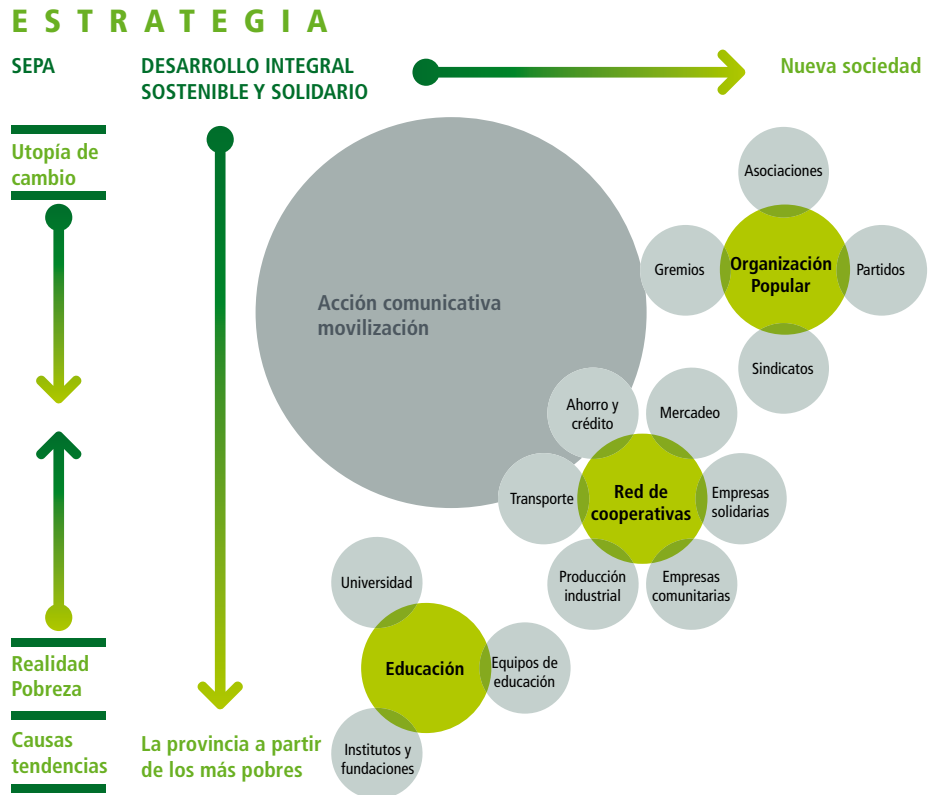 ESTRATEGIA
SEPA
DESARROLLO INTEGRAL
SOSTENIBLE Y SOLIDARIO
Nueva sociedad
Utopía de
cambio
Asociaciones
Gremios
Organización
Popular
Partidos
Sindicatos
Acción comunicativa
movilización
Ahorro y
crédito
Mercadeo
Transporte
Red de
cooperativas
Empresas
solidarias
Producción
industrial
Empresas
comunitarias
Universidad
Educación
Equipos de
educación
Institutos y
fundaciones
Realidad
Pobreza
Causas
tendencias
La provincia a partir
de los más pobres